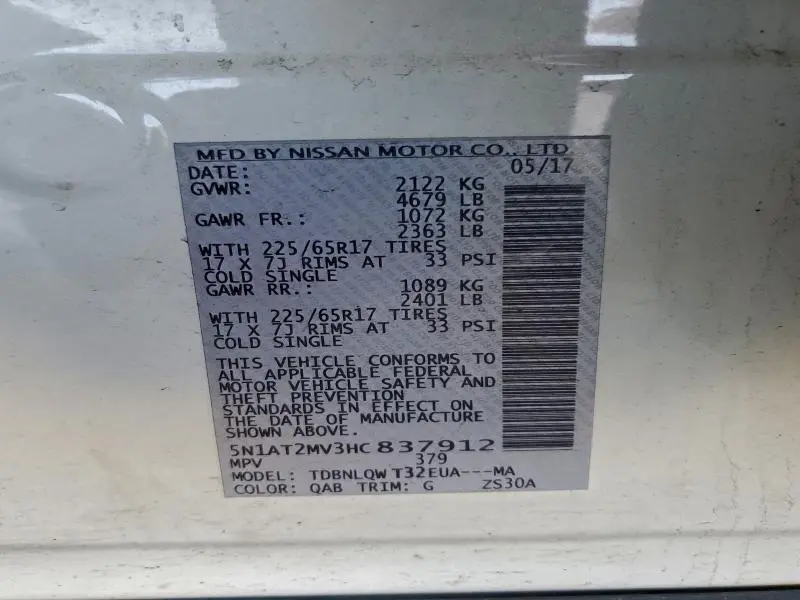 MFD BY NISSAN MOTOR CO., LTD
DATE: 05/17
GVWR: 2122 KG
4679 LB
GAWR FR.: 1072 KG
2363 LB
WITH 225/65R17 TIRES
17 X 7J RIMS AT 33 PSI
COLD SINGLE
GAWR RR.: 1089 KG
2401 LB
WITH 225/65R17 TIRES
17 X 7J RIMS AT 33 PSI
COLD SINGLE
THIS VEHICLE CONFORMS TO
ALL APPLICABLE FEDERAL
MOTOR VEHICLE SAFETY AND
THEFT PREVENTION
STANDARDS IN EFFECT ON
THE DATE OF MANUFACTURE
SHOWN ABOVE.
5N1AT2MV3HC837912
MPV 379
MODEL: TDBNLQW T32EUA---MA
COLOR: QAB TRIM: G ZS30A